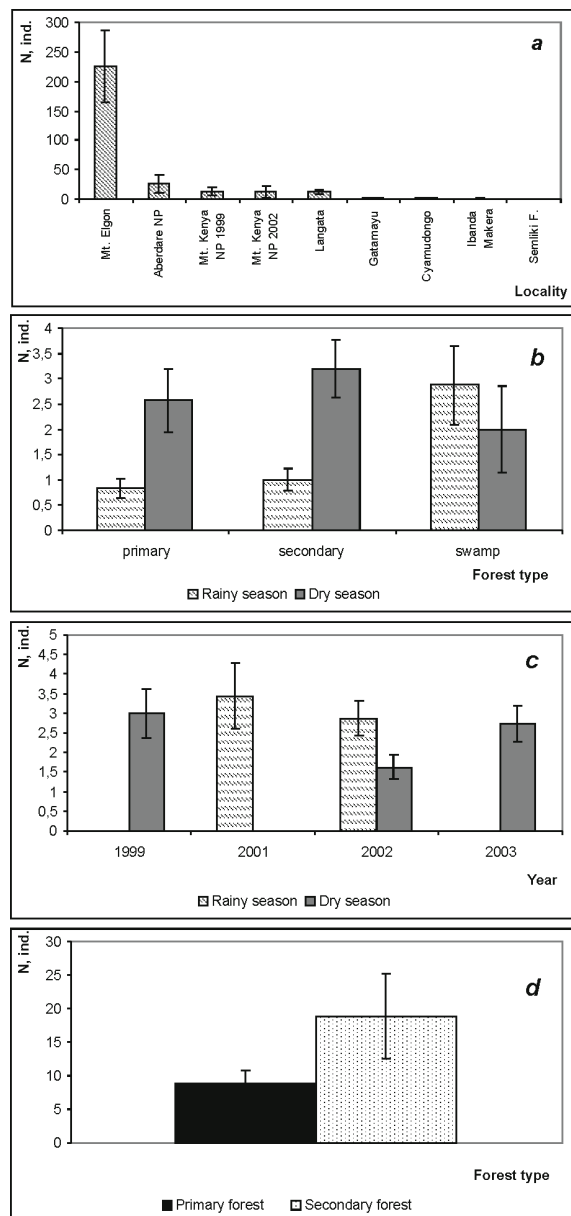 N, ind.
a
300
250
200
150
100
50
0
Mt. Elgon
Aberdare NP
Mt. Kenya
NP 1999
Mt. Kenya
NP 2002
Langata
Gatamayu
Cyamudongo
Ibanda
Makera
Semliki F.
Locality
N, ind.
b
4
3,5
3
2,5
2
1,5
1
0,5
0
primary secondary swamp
Forest type
Rainy season Dry season
N, ind.
c
5
4,5
4
3,5
3
2,5
2
1,5
1
0,5
0
1999 2001 2002 2003
Year
Rainy season Dry season
N, ind.
d
30
25
20
15
10
5
0
Forest type
Primary forest Secondary forest